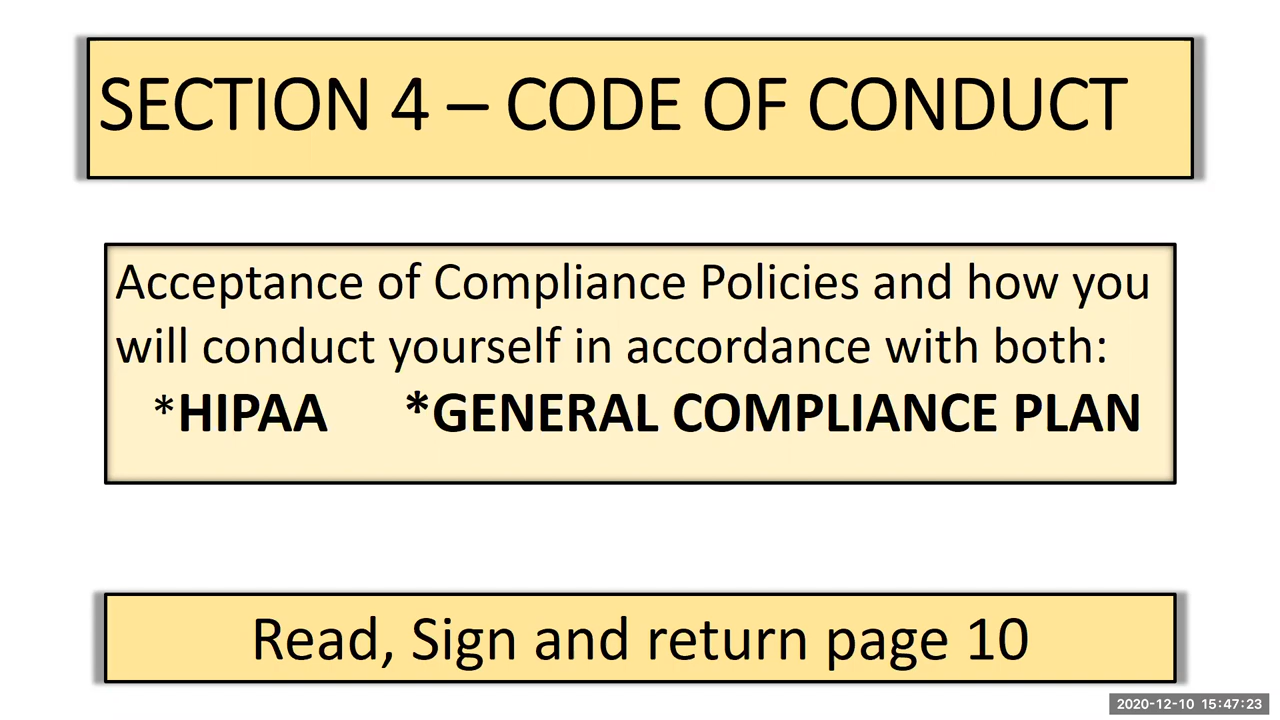 SECTION 4 – CODE OF CONDUCT
Acceptance of Compliance Policies and how you
will conduct yourself in accordance with both:
*HIPAA *GENERAL COMPLIANCE PLAN
Read, Sign and return page 10
2020-12-10 15:47:23